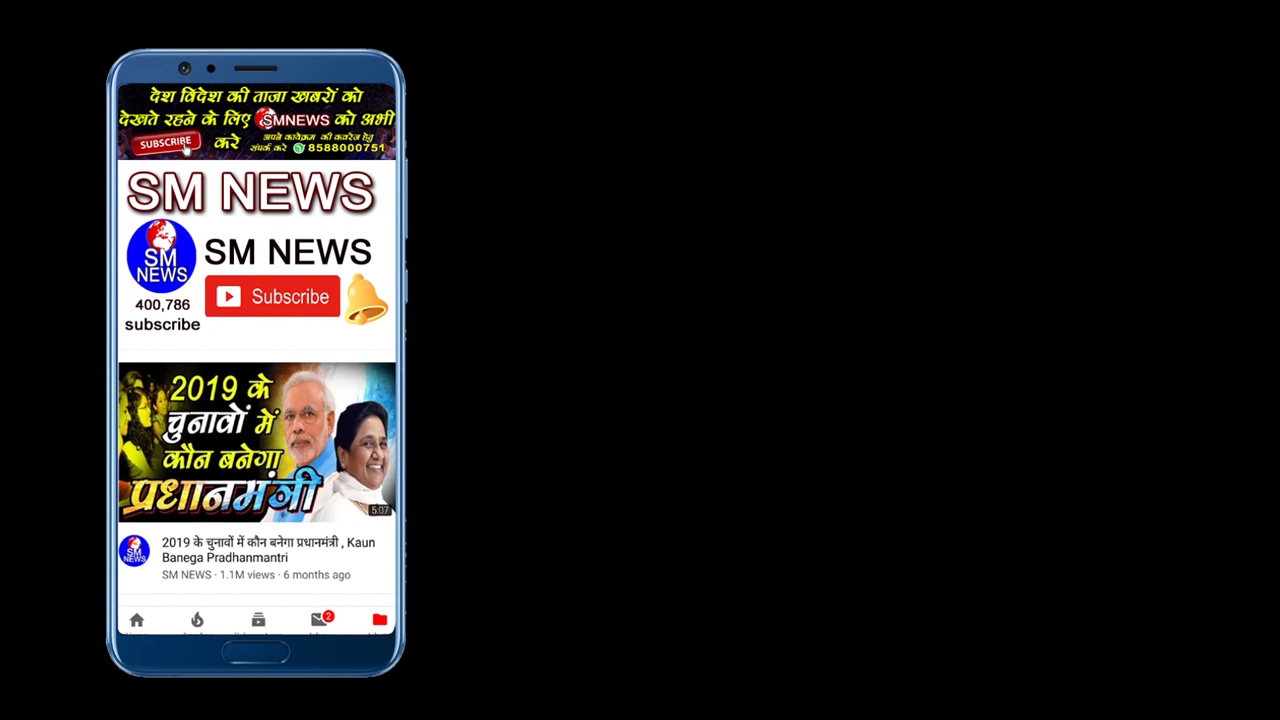 देश विदेश की ताजा खबरों को
देखते रहने के लिए SMNEWS को अभी
SUBSCRIBE करे अपने कार्यक्रम की कवरेज हेतु
संपर्क करे 8588000751
SM NEWS
SM
NEWS
SM NEWS
Subscribe
400,786
subscribe
2019 के
चुनावों में
कौन बनेगा
प्रधानमंत्री
5:07
SM
NEWS
2019 के चुनावों में कौन बनेगा प्रधानमंत्री , Kaun
Banega Pradhanmantri
SM NEWS · 1.1M views · 6 months ago
2